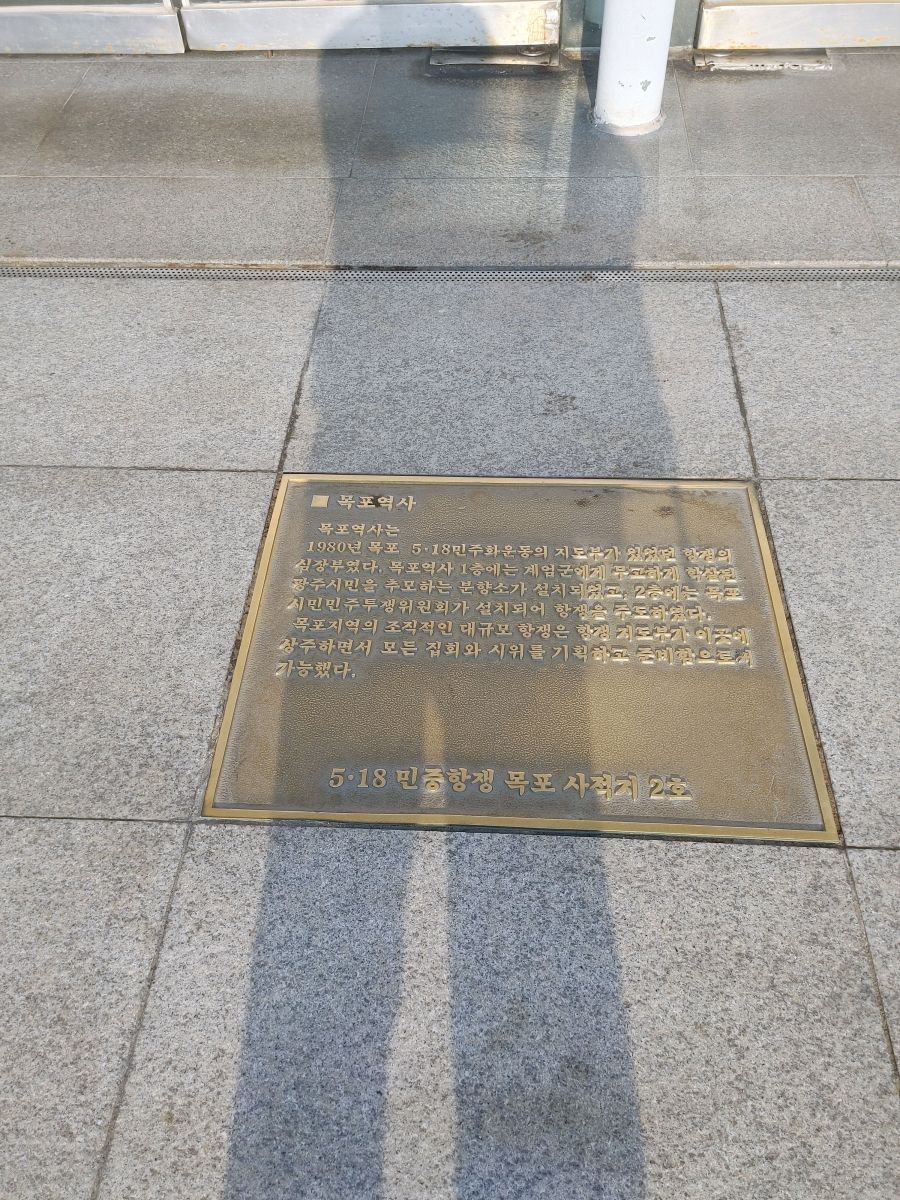 ■ 목포역사
목포역사는
1980년 목포 5·18민주화운동의 지도부가 있었던 항쟁의
심장부였다. 목포역사 1층에는 계엄군에게 무고하게 학살된
광주시민을 추모하는 분향소가 설치되었고, 2층에는 목포
시민민주투쟁위원회가 설치되어 항쟁을 주도하였다.
목포지역의 조직적인 대규모 항쟁은 항쟁 지도부가 이곳에
상주하면서 모든 집회와 시위를 기획하고 준비함으로써
가능했다.
5·18 민중항쟁 목포 사적지 2호